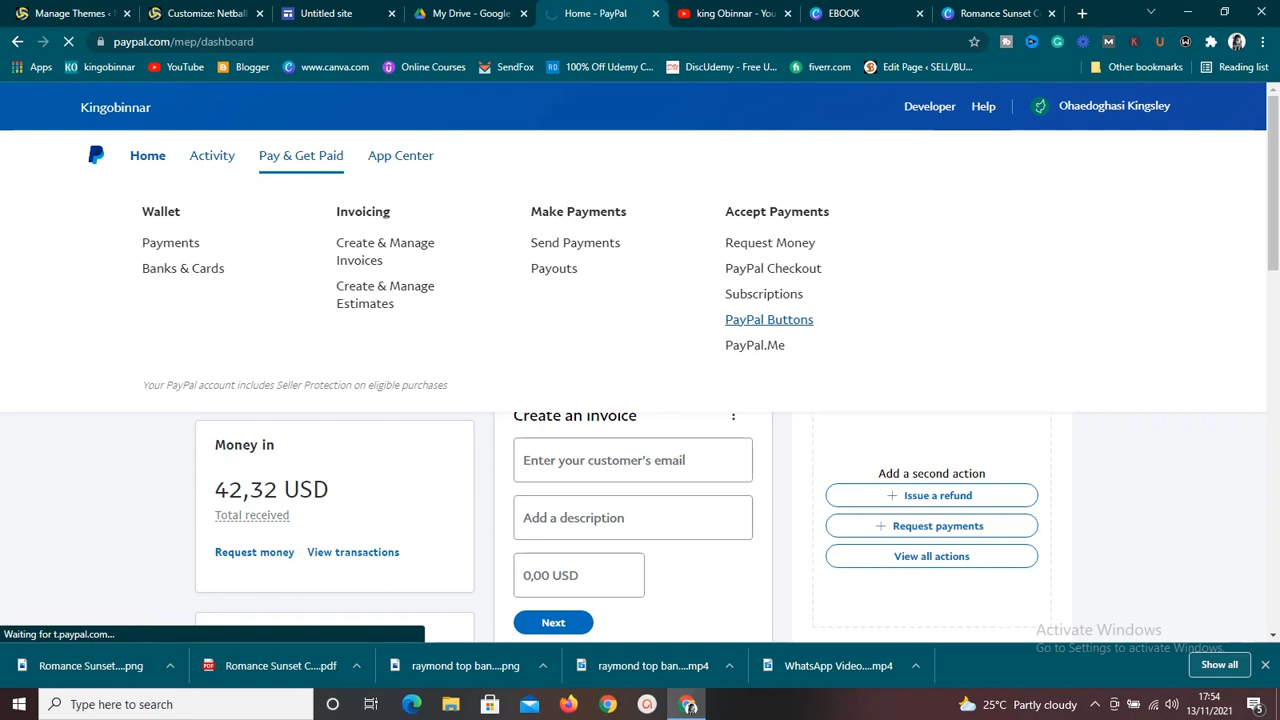 Manage Themes ‹
Customize: Netball
Untitled site
My Drive - Google
Home - PayPal
king Obinnar - You
EBOOK
Romance Sunset C
paypal.com/mep/dashboard
Apps
kingobinnar
YouTube
Blogger
www.canva.com
Online Courses
SendFox
100% Off Udemy C...
DiscUdemy - Free U...
fiverr.com
Edit Page ‹ SELL/BU...
Other bookmarks
Reading list
Kingobinnar
Developer
Help
Ohaedoghasi Kingsley
Home
Activity
Pay & Get Paid
App Center
Wallet
Payments
Banks & Cards
Invoicing
Create & Manage
Invoices
Create & Manage
Estimates
Make Payments
Send Payments
Payouts
Accept Payments
Request Money
PayPal Checkout
Subscriptions
PayPal Buttons
PayPal.Me
Your PayPal account includes Seller Protection on eligible purchases
Money in
42,32 USD
Total received
Request money
View transactions
Create an invoice
Enter your customer's email
Add a description
0,00 USD
Next
Add a second action
Issue a refund
Request payments
View all actions
Activate Windows
Go to Settings to activate Windows.
Waiting for t.paypal.com...
Romance Sunset....png
Romance Sunset C....pdf
raymond top ban....png
raymond top ban....mp4
WhatsApp Video....mp4
Show all
Type here to search
25°C Partly cloudy
17:54
13/11/2021
5